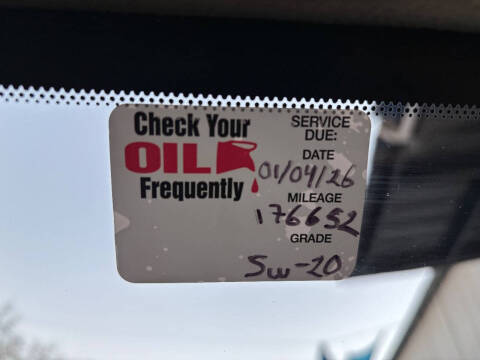 Check Your
OIL
Frequently
SERVICE
DUE:
DATE
01/04/26
MILEAGE
176652
GRADE
5w-20